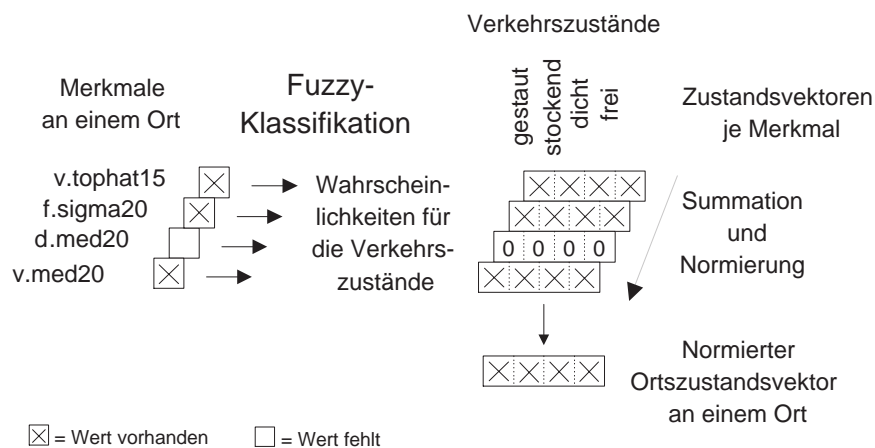 Verkehrszustände
Merkmale
an einem Ort
Fuzzy-
Klassifikation
gestaut
stockend
dicht
frei
Zustandsvektoren
je Merkmal
v.tophat15
f.sigma20
d.med20
v.med20
Wahrschein-
lichkeiten für
die Verkehrs-
zustände
0 0 0 0
Summation
und
Normierung
Normierter
Ortszustandsvektor
an einem Ort
= Wert vorhanden
= Wert fehlt